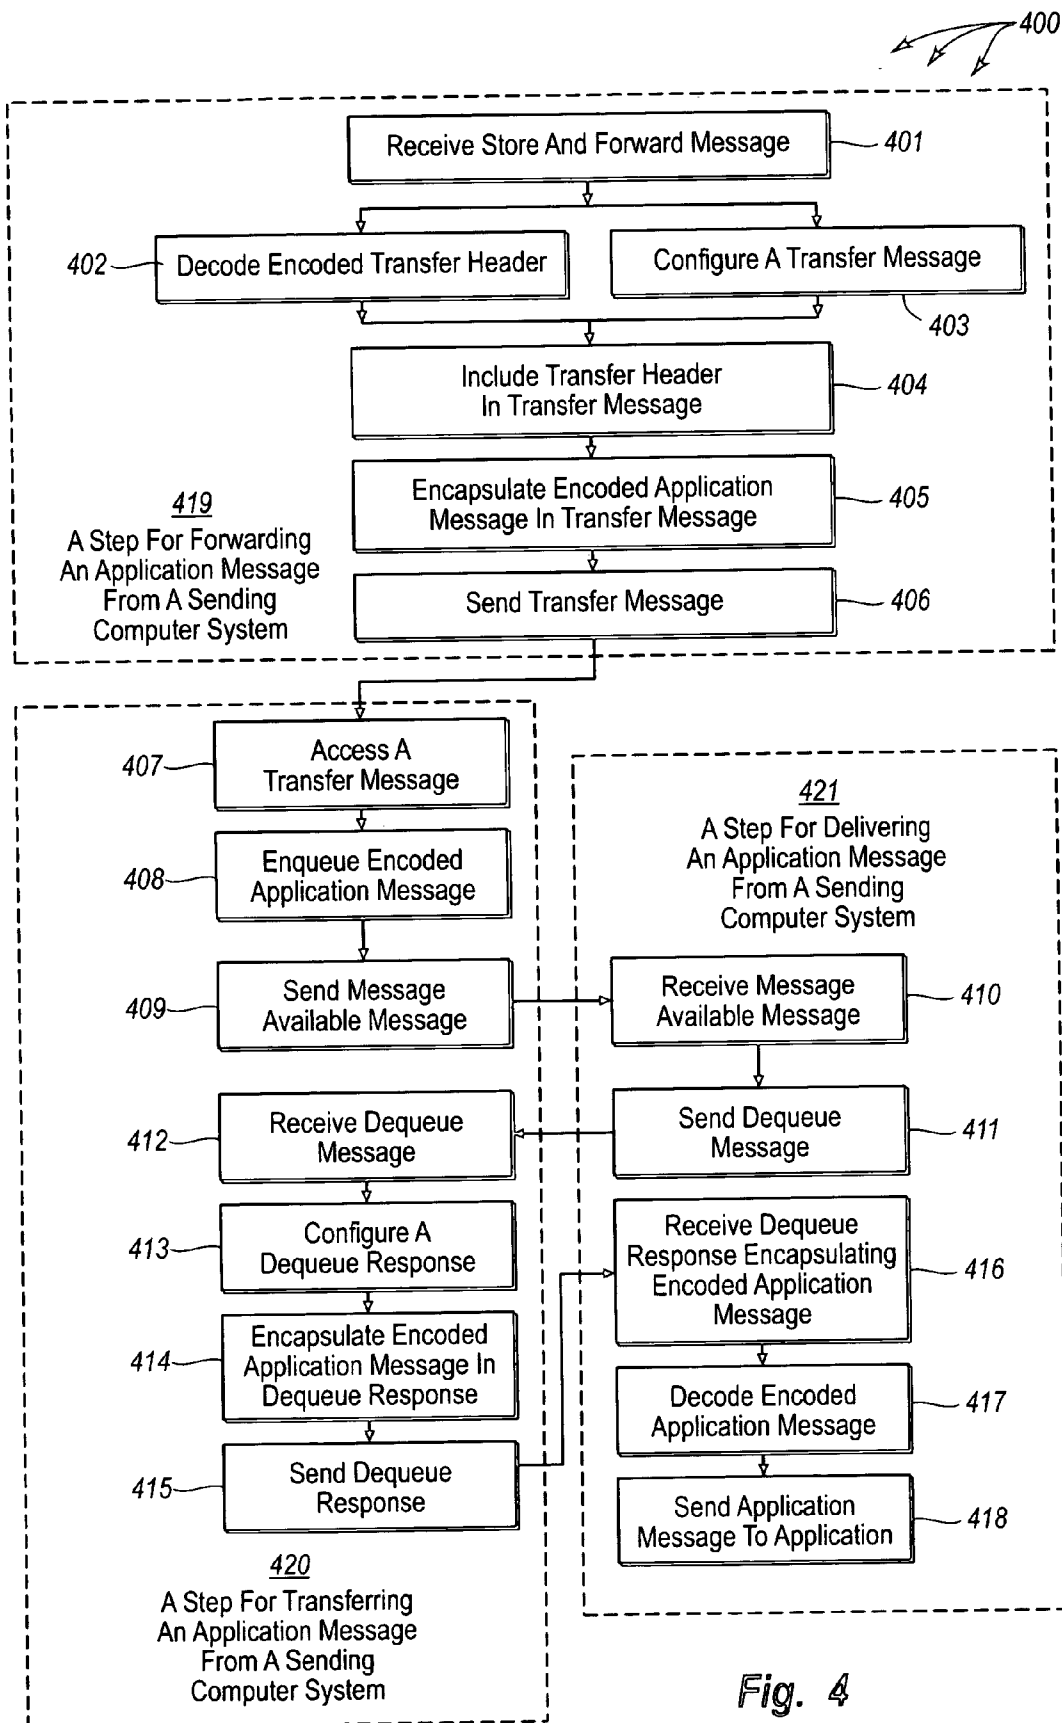 400
Receive Store And Forward Message
401
402
Decode Encoded Transfer Header
Configure A Transfer Message
403
Include Transfer Header
In Transfer Message
404
Encapsulate Encoded Application
Message In Transfer Message
405
419
A Step For Forwarding
An Application Message
From A Sending
Computer System
Send Transfer Message
406
407
Access A
Transfer Message
408
Enqueue Encoded
Application Message
409
Send Message
Available Message
421
A Step For Delivering
An Application Message
From A Sending
Computer System
Receive Message
Available Message
410
Send Dequeue
Message
411
412
Receive Dequeue
Message
413
Configure A
Dequeue Response
414
Encapsulate Encoded
Application Message In
Dequeue Response
415
Send Dequeue
Response
Receive Dequeue
Response Encapsulating
Encoded Application
Message
416
Decode Encoded
Application Message
417
Send Application
Message To Application
418
420
A Step For Transferring
An Application Message
From A Sending
Computer System
Fig. 4